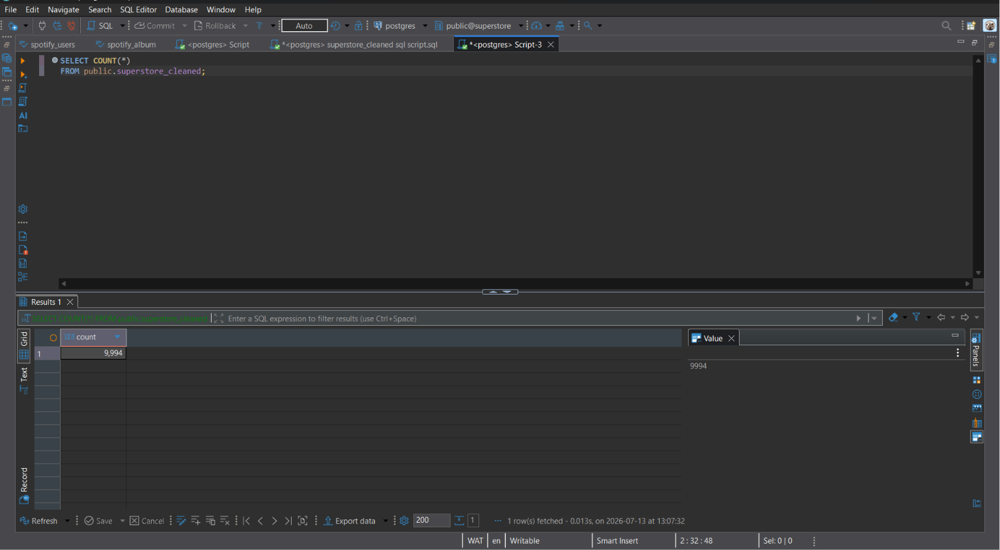 File Edit Navigate Search SQL Editor Database Window Help
SQL Commit Rollback T Auto postgres public@superstore
spotify_users spotify_album <postgres> Script *<postgres> superstore_cleaned sql script.sql *<postgres> Script-3
SELECT COUNT(*)
FROM public.superstore_cleaned;
AI
Results 1
SELECT COUNT(*) FROM public.superstore_cleaned Enter a SQL expression to filter results (use Ctrl+Space)
Grid
Text
Record
123 count
1 9,994
Value
9994
Panels
Refresh Save Cancel Export data 200 1 ... 1 row(s) fetched - 0.013s, on 2026-07-13 at 13:07:32
WAT en Writable Smart Insert 2 : 32 : 48 Sel: 0 | 0